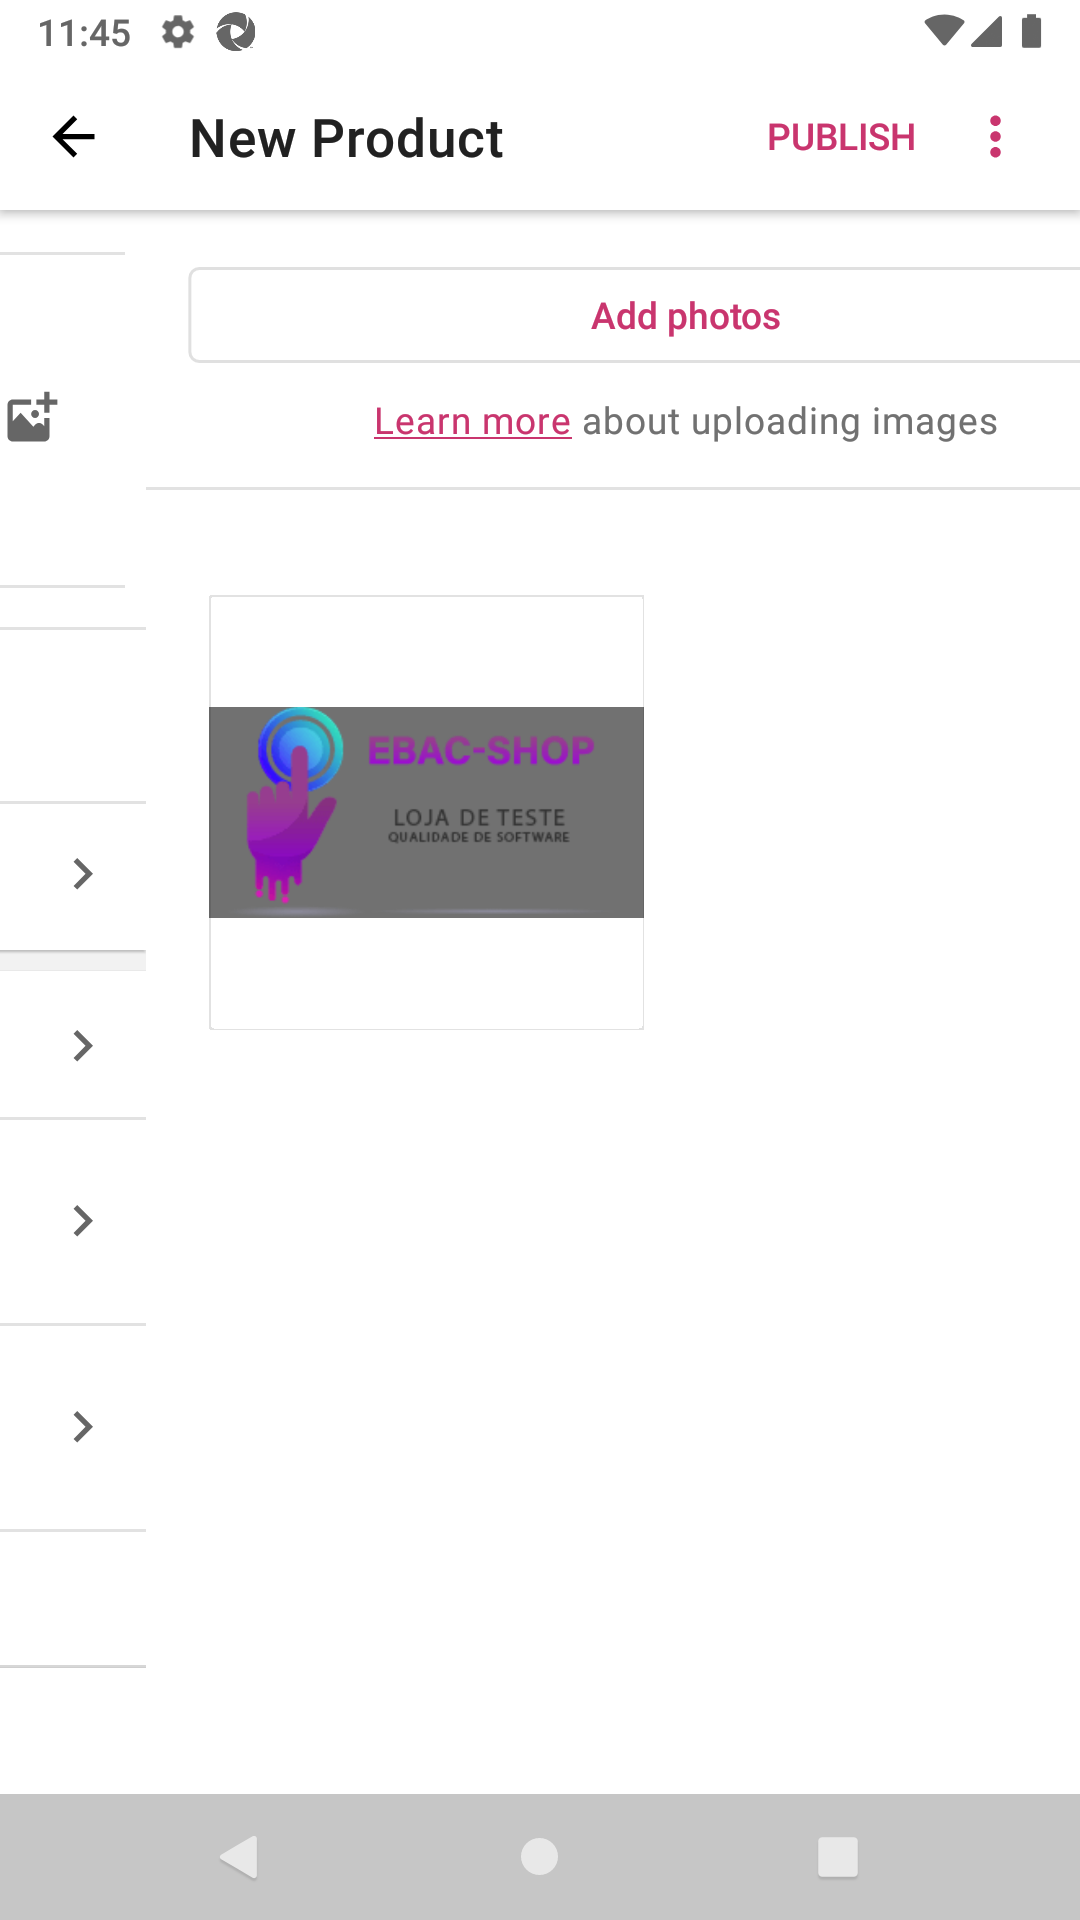 11:45
New Product
PUBLISH
Add photos
Learn more about uploading images
EBAC-SHOP
LOJA DE TESTE
QUALIDADE DE SOFTWARE